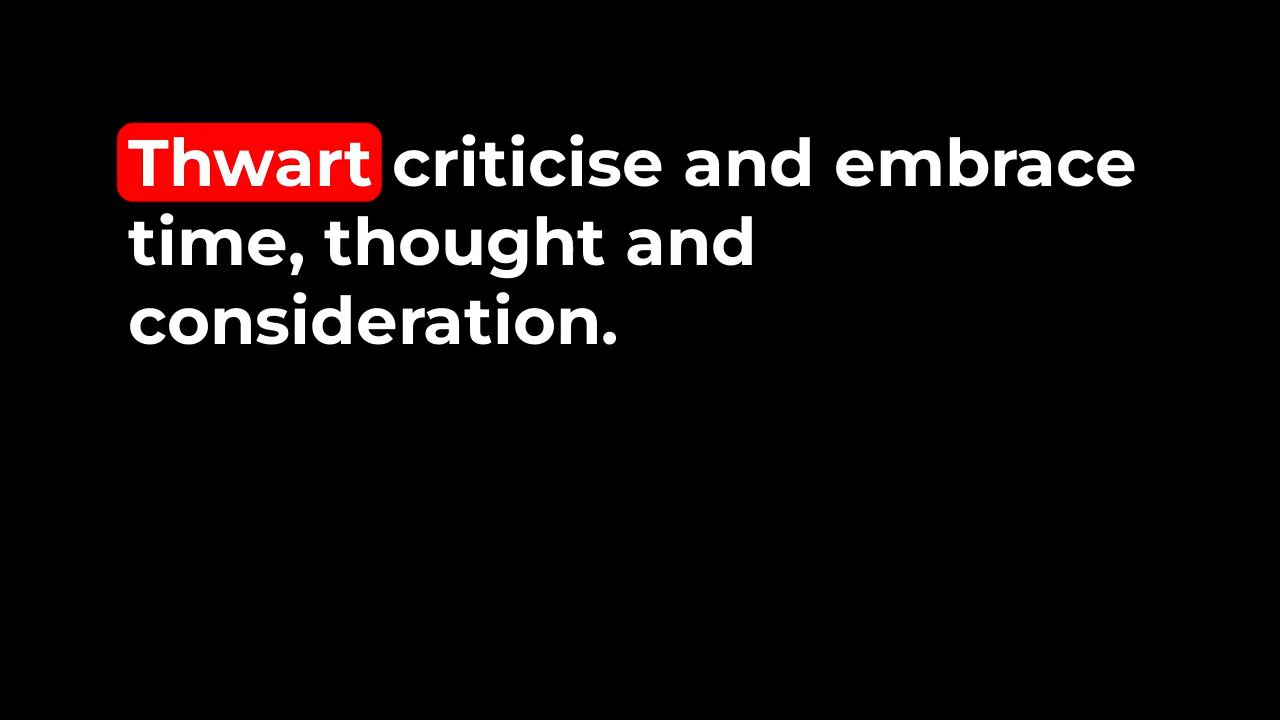 Thwart criticise and embrace
time, thought and
consideration.